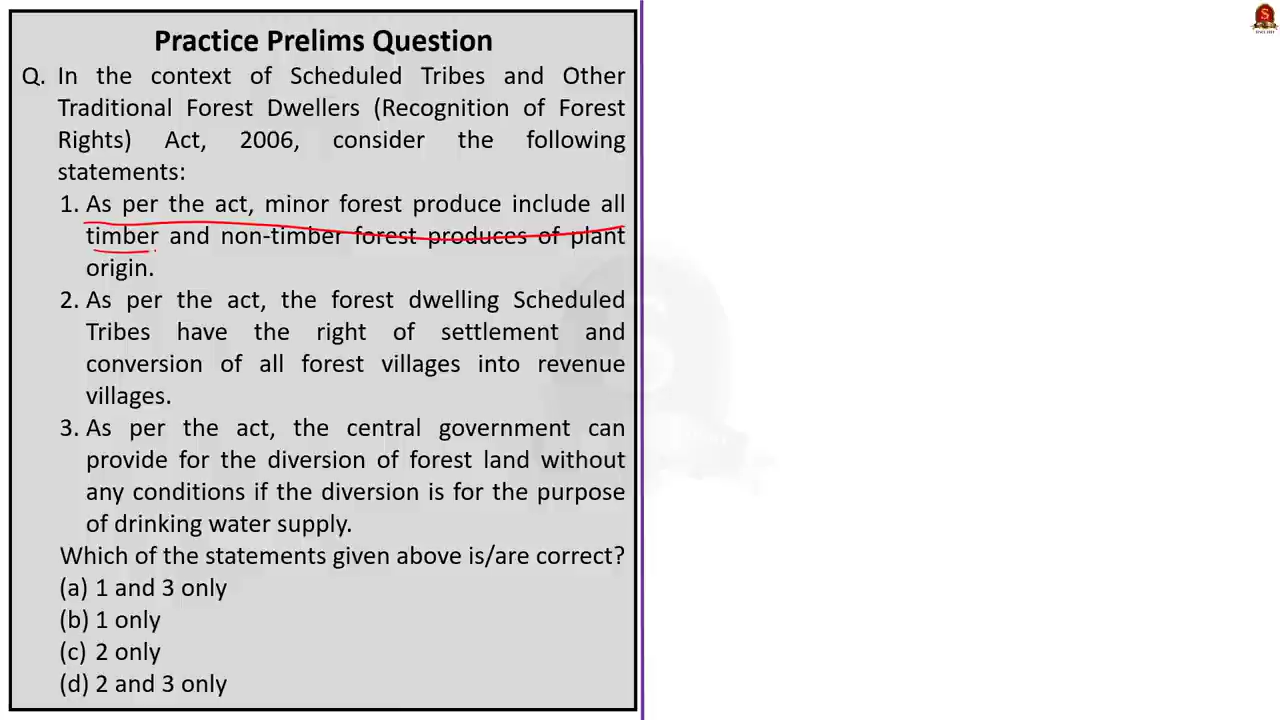 Practice Prelims Question
Q. In the context of Scheduled Tribes and Other
Traditional Forest Dwellers (Recognition of Forest
Rights) Act, 2006, consider the following
statements:
1. As per the act, minor forest produce include all
timber and non-timber forest produces of plant
origin.
2. As per the act, the forest dwelling Scheduled
Tribes have the right of settlement and
conversion of all forest villages into revenue
villages.
3. As per the act, the central government can
provide for the diversion of forest land without
any conditions if the diversion is for the purpose
of drinking water supply.
Which of the statements given above is/are correct?
(a) 1 and 3 only
(b) 1 only
(c) 2 only
(d) 2 and 3 only